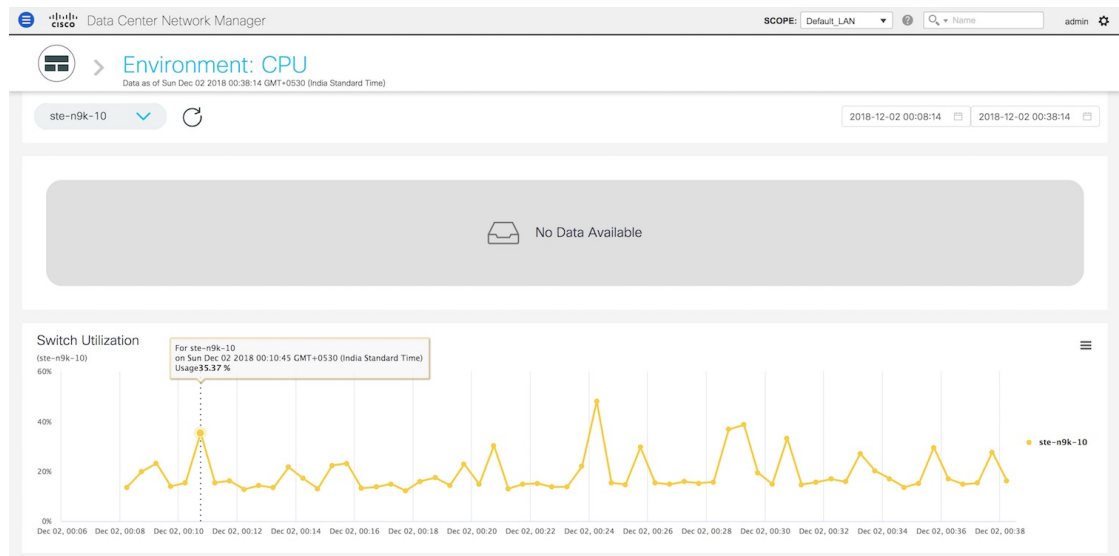 cisco Data Center Network Manager
SCOPE: Default_LAN
Name
admin
Environment: CPU
Data as of Sun Dec 02 2018 00:38:14 GMT+0530 (India Standard Time)
ste-n9k-10
2018-12-02 00:08:14
2018-12-02 00:38:14
No Data Available
Switch Utilization
(ste-n9k-10)
For ste-n9k-10
on Sun Dec 02 2018 00:10:45 GMT+0530 (India Standard Time)
Usage35.37 %
60%
40%
20%
0%
ste-n9k-10
Dec 02, 00:06 Dec 02, 00:08 Dec 02, 00:10 Dec 02, 00:12 Dec 02, 00:14 Dec 02, 00:16 Dec 02, 00:18 Dec 02, 00:20 Dec 02, 00:22 Dec 02, 00:24 Dec 02, 00:26 Dec 02, 00:28 Dec 02, 00:30 Dec 02, 00:32 Dec 02, 00:34 Dec 02, 00:36 Dec 02, 00:38